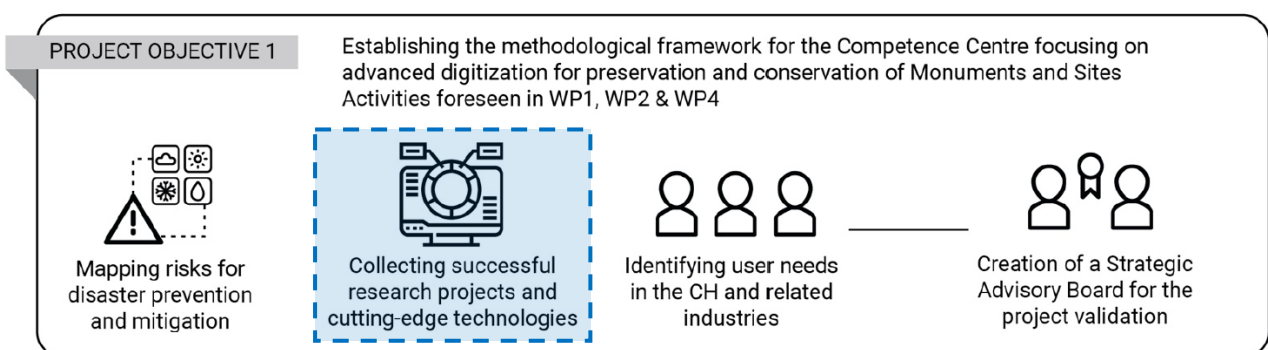 PROJECT OBJECTIVE 1
Establishing the methodological framework for the Competence Centre focusing on
advanced digitization for preservation and conservation of Monuments and Sites
Activities foreseen in WP1, WP2 & WP4
Mapping risks for
disaster prevention
and mitigation
Collecting successful
research projects and
cutting-edge technologies
Identifying user needs
in the CH and related
industries
Creation of a Strategic
Advisory Board for the
project validation